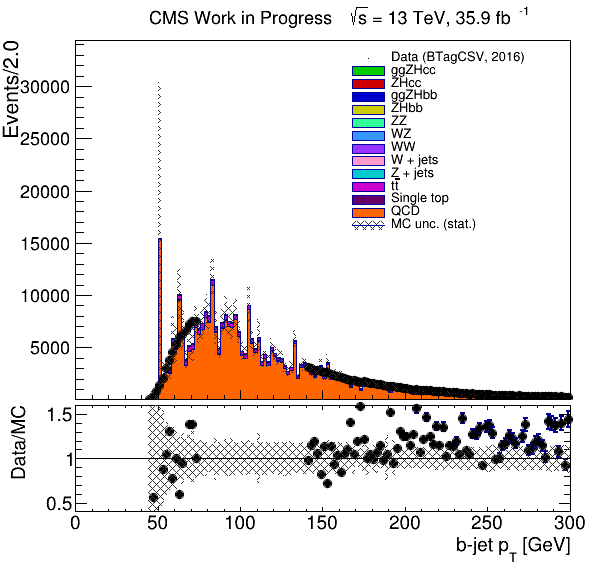 CMS Work in Progress √s = 13 TeV, 35.9 fb⁻¹
Events/2.0
30000
25000
20000
15000
10000
5000
Data (BTagCSV, 2016)
ggZHcc
ZHcc
ggZHbb
ZHbb
ZZ
WZ
WW
W + jets
Z + jets
tt̅
Single top
QCD
MC unc. (stat.)
Data/MC
1.5
1
0.5
0 50 100 150 200 250 300
b-jet p_T [GeV]